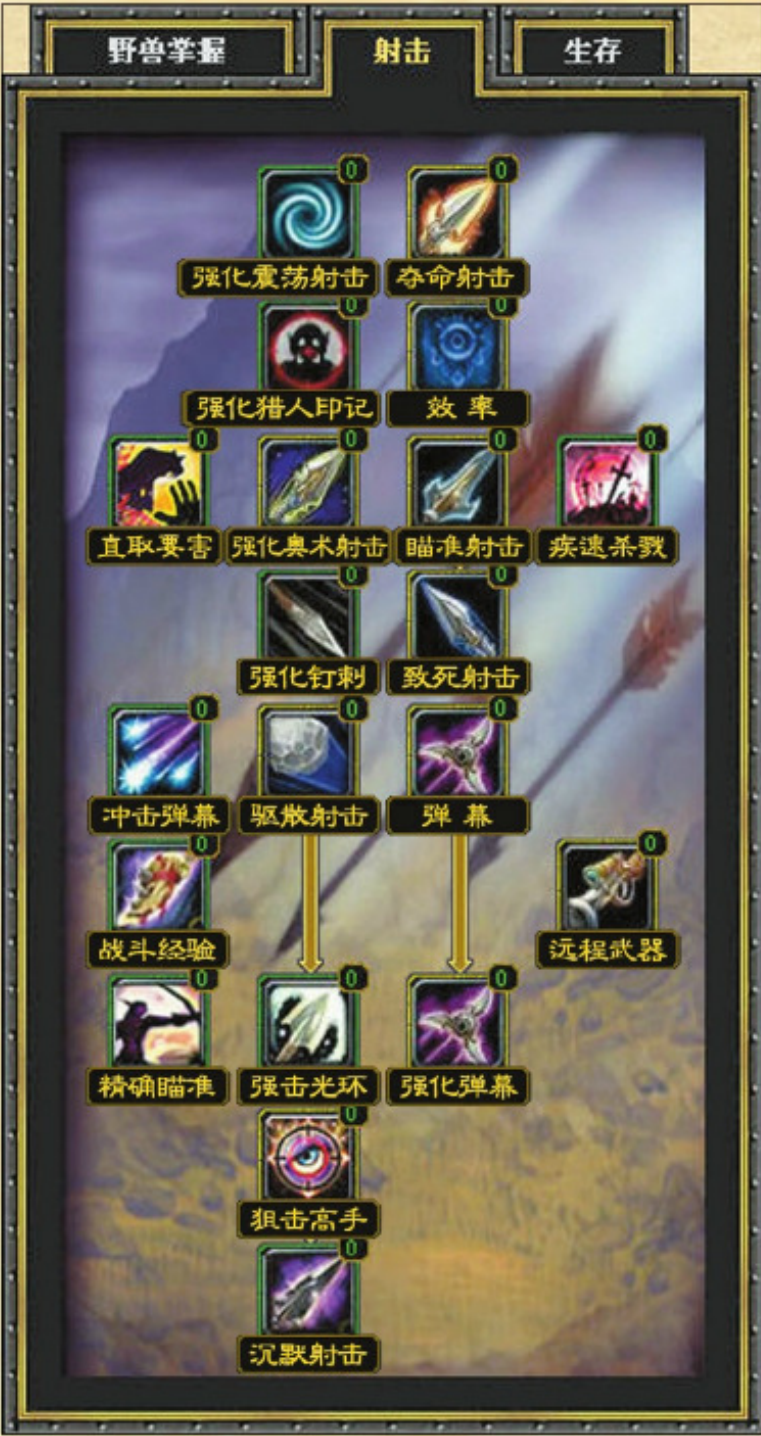 野兽掌握 射击 生存
0 0
强化震荡射击 夺命射击
0 0
强化猎人印记 效率
0 0 0 0
直取要害 强化奥术射击 瞄准射击 疾速杀戮
0 0
强化钉刺 致死射击
0 0 0
冲击弹幕 驱散射击 弹幕
0 0
战斗经验 远程武器
0 0 0
精确瞄准 强击光环 强化弹幕
0
狙击高手
0
沉默射击